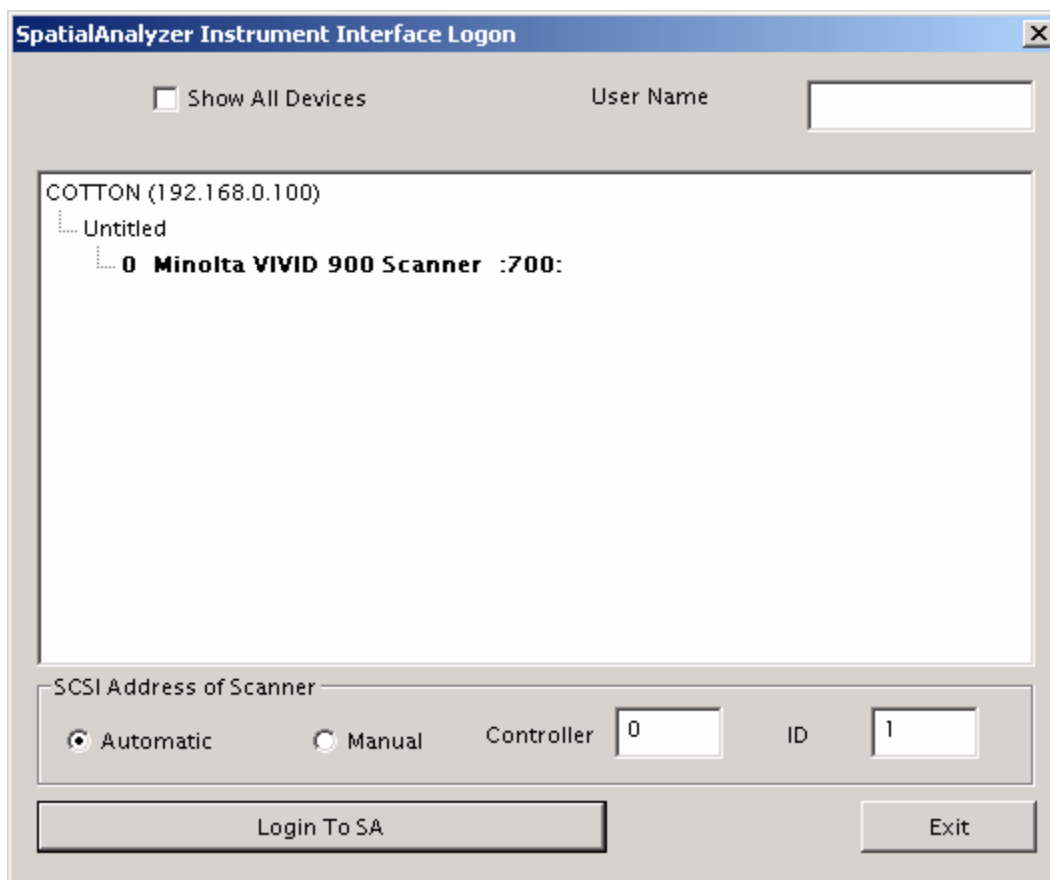 SpatialAnalyzer Instrument Interface Logon
Show All Devices
User Name
COTTON (192.168.0.100)
Untitled
0 Minolta VIVID 900 Scanner :700:
SCSI Address of Scanner
Automatic
Manual
Controller
0
ID
1
Login To SA
Exit